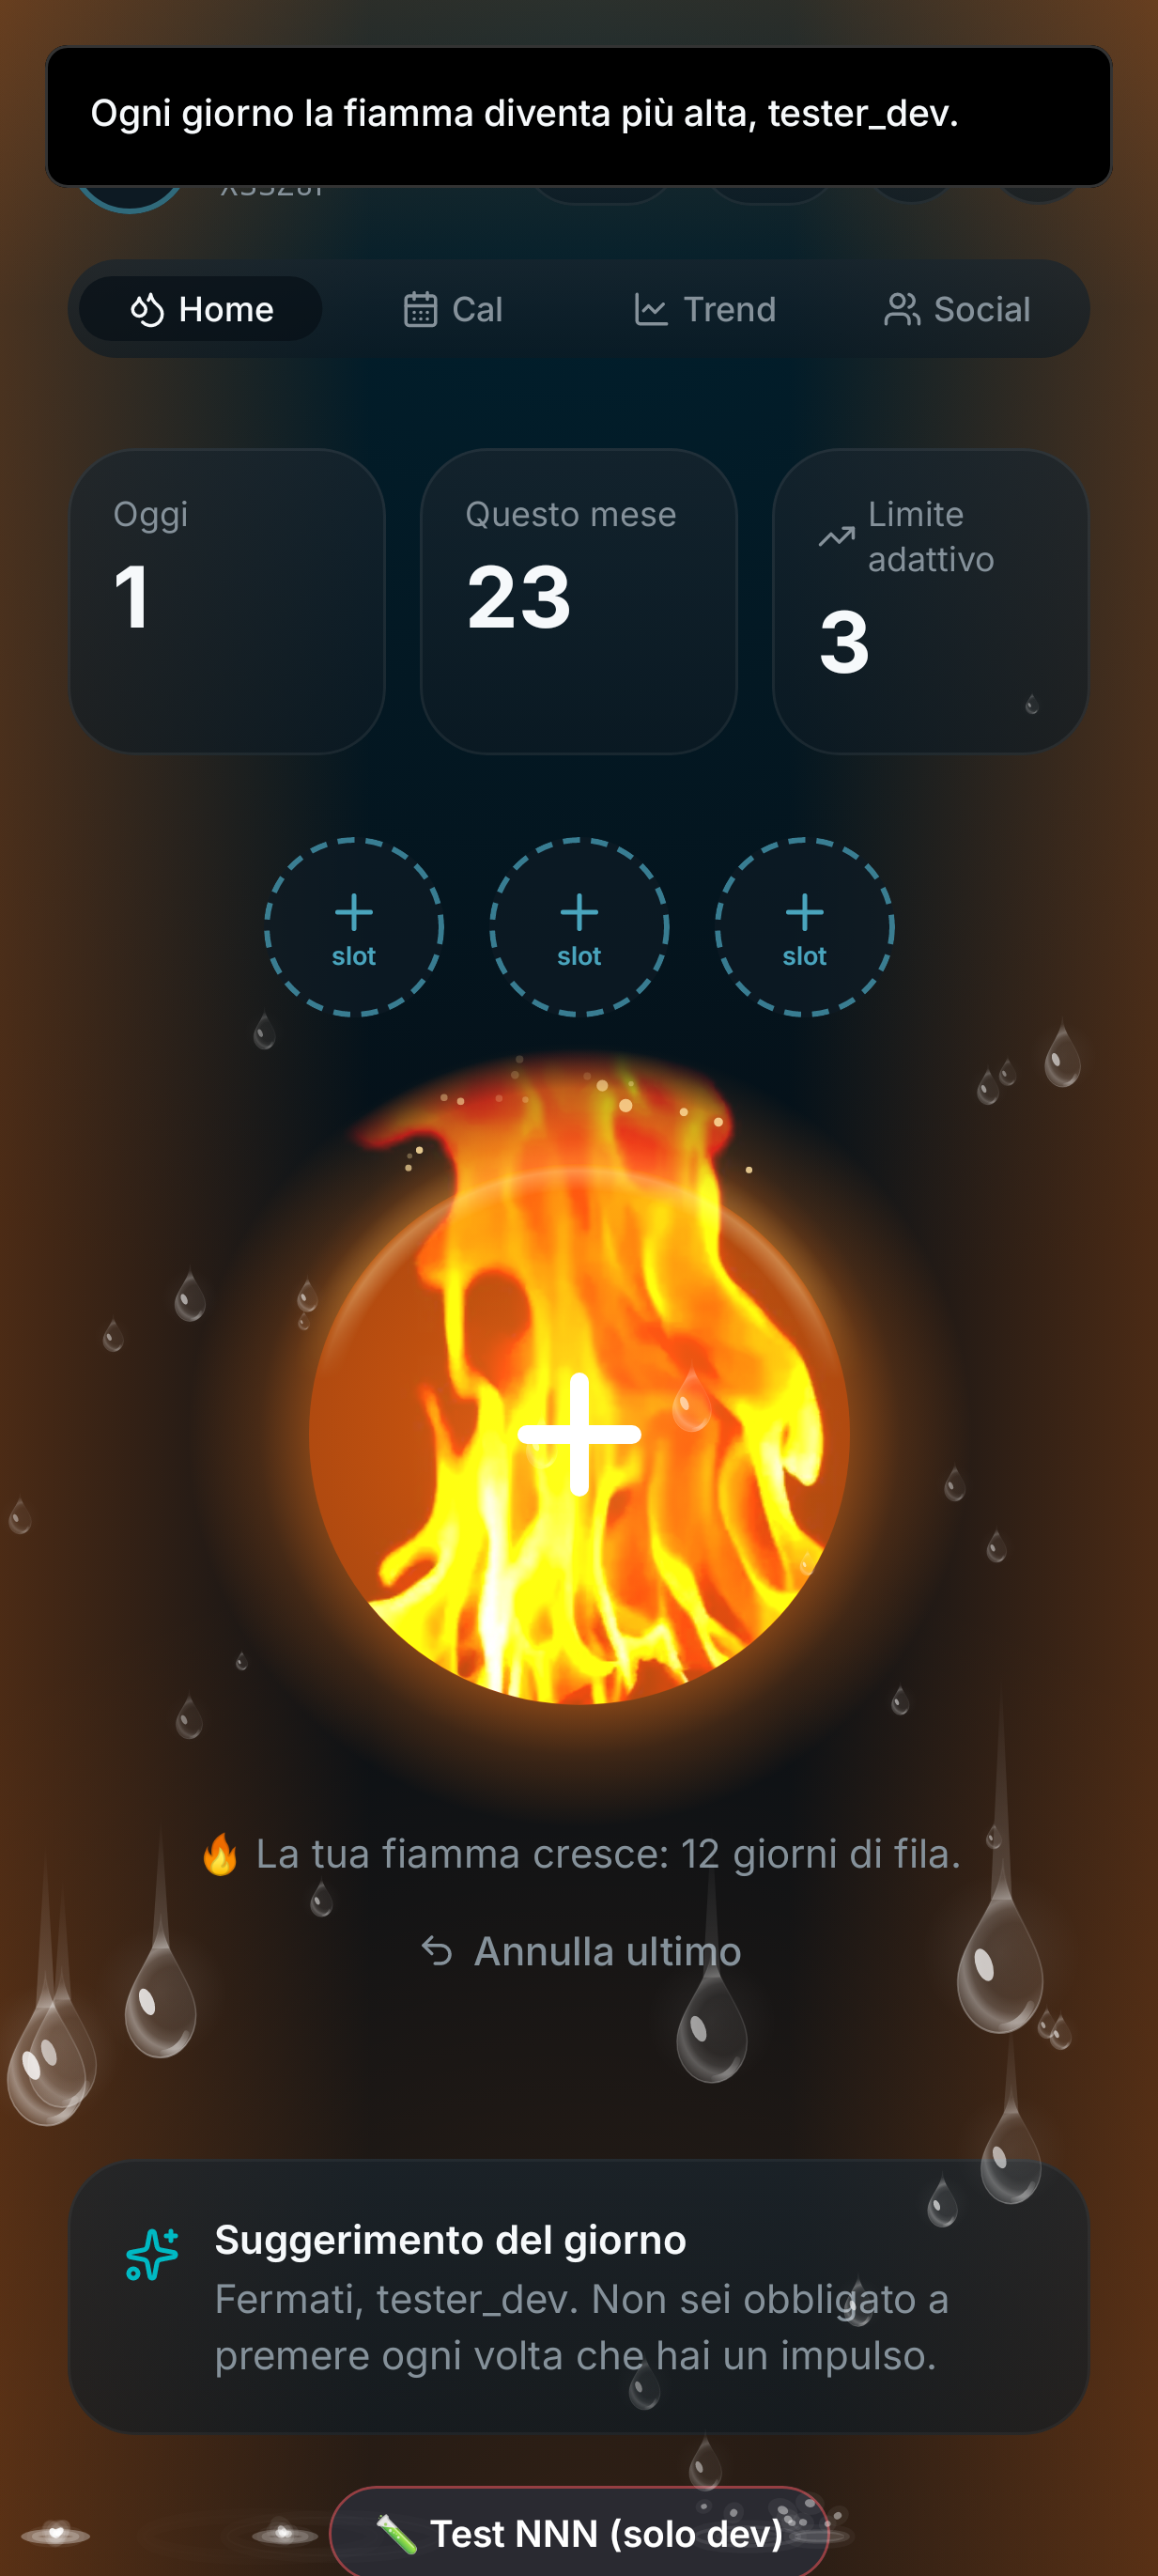 Ogni giorno la fiamma diventa più alta, tester_dev.
Home
Cal
Trend
Social
Oggi
1
Questo mese
23
Limite
adattivo
3
slot
slot
slot
🔥 La tua fiamma cresce: 12 giorni di fila.
Annulla ultimo
Suggerimento del giorno
Fermati, tester_dev. Non sei obbligato a
premere ogni volta che hai un impulso.
🧪 Test NNN (solo dev)